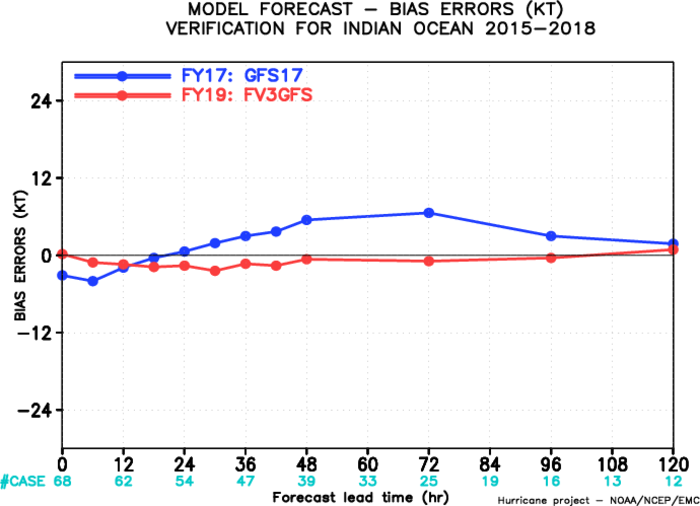 MODEL FORECAST − BIAS ERRORS (KT)
VERIFICATION FOR INDIAN OCEAN 2015−2018
FY17: GFS17
FY19: FV3GFS
24
12
0
−12
−24
BIAS ERRORS (KT)
0 12 24 36 48 60 72 84 96 108 120
#CASE 68 62 54 47 39 33 25 19 16 13 12
Forecast lead time (hr)
Hurricane project − NOAA/NCEP/EMC